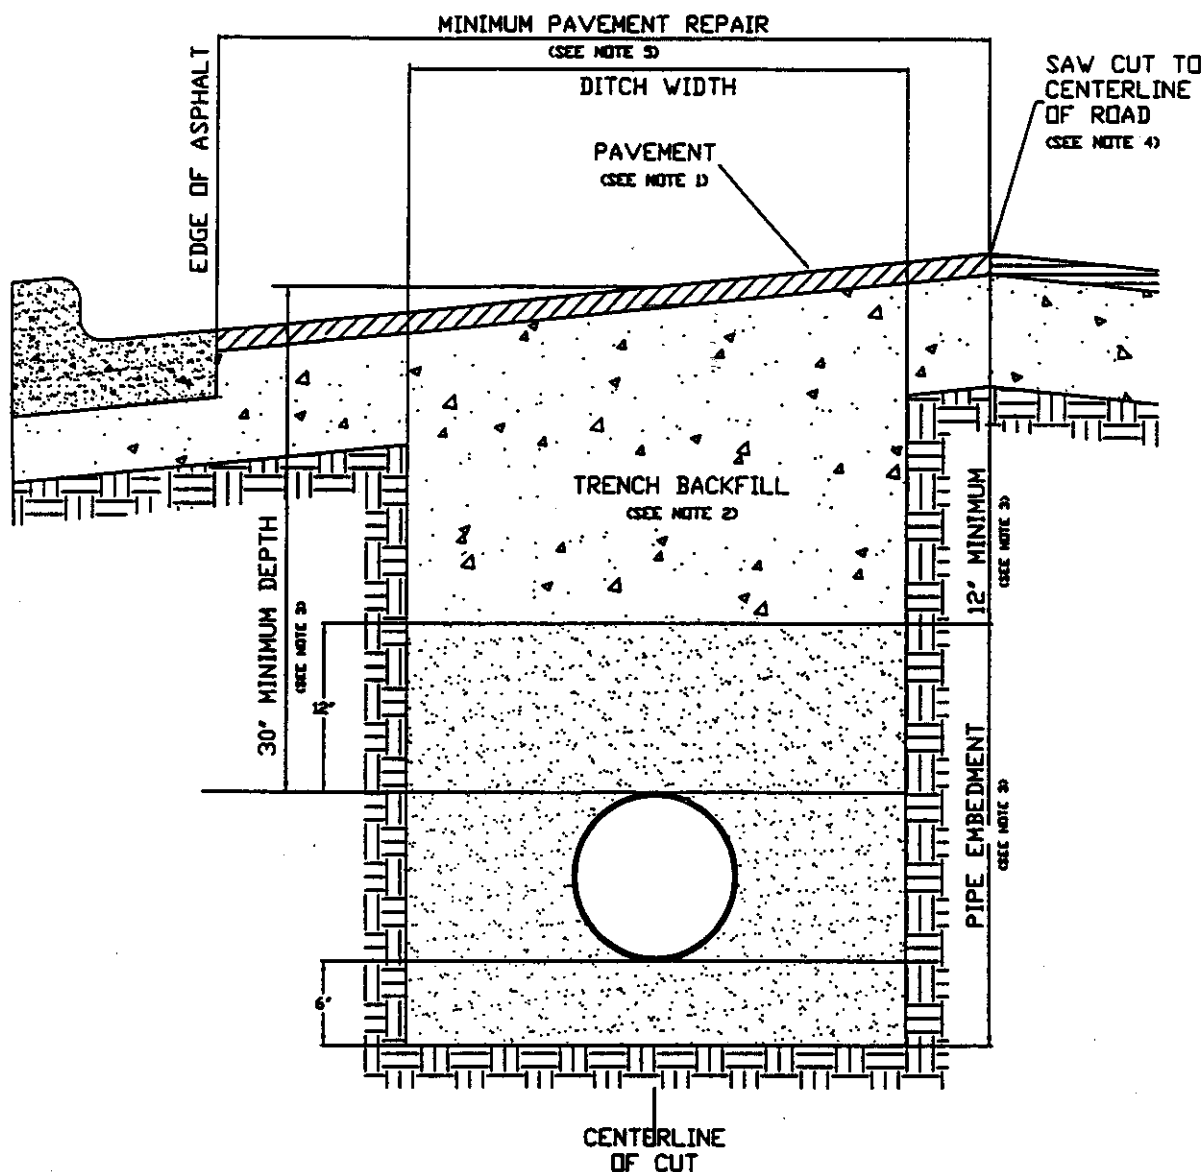 MINIMUM PAVEMENT REPAIR
(SEE NOTE 5)
DITCH WIDTH
EDGE OF ASPHALT
SAW CUT TO
CENTERLINE
OF ROAD
(SEE NOTE 4)
PAVEMENT
(SEE NOTE 1)
TRENCH BACKFILL
(SEE NOTE 2)
30" MINIMUM DEPTH
(SEE NOTE 3)
12"
12" MINIMUM
(SEE NOTE 3)
PIPE EMBEDMENT
(SEE NOTE 3)
6"
CENTERLINE
OF CUT